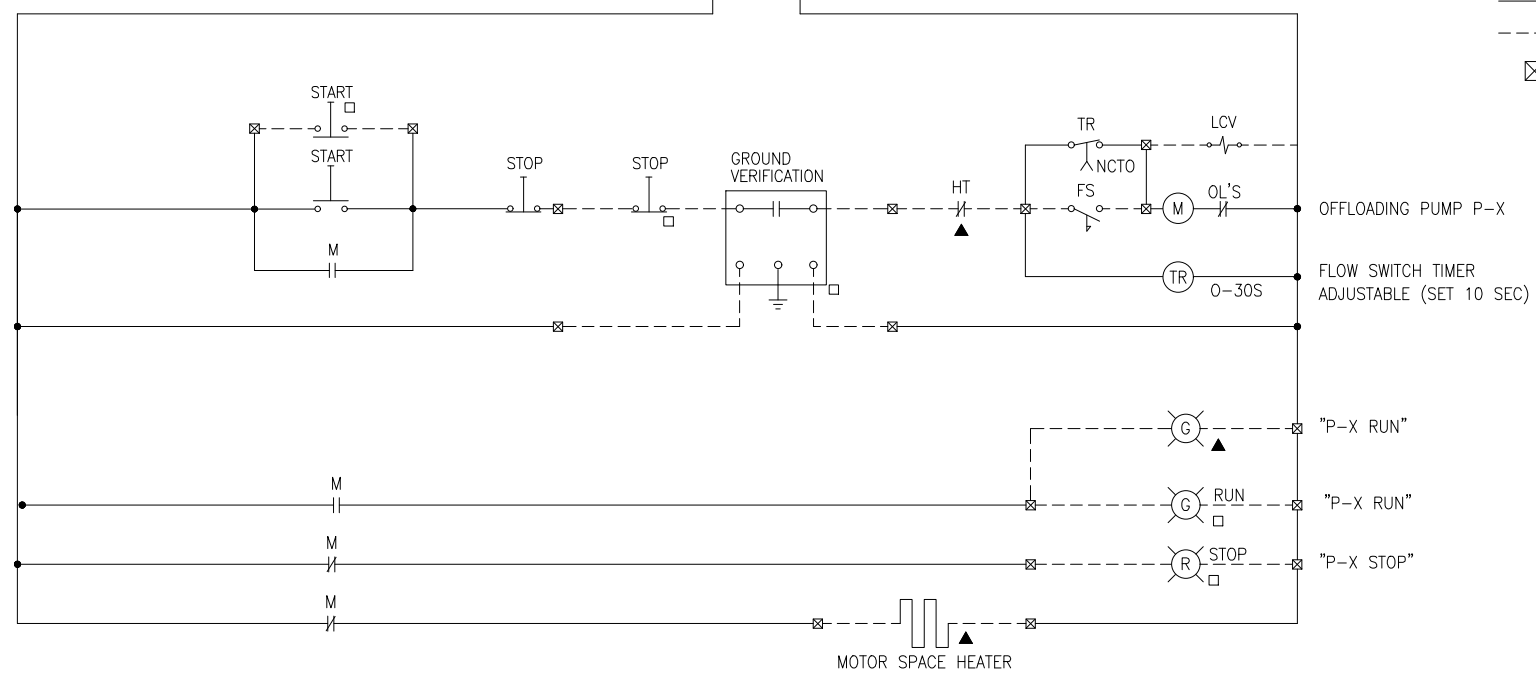 START
START
STOP
STOP
GROUND
VERIFICATION
HT
TR
NCTO
FS
LCV
M
OL'S
OFFLOADING PUMP P-X
M
TR
0-30S
FLOW SWITCH TIMER
ADJUSTABLE (SET 10 SEC)
G
"P-X RUN"
M
G
RUN
"P-X RUN"
M
R
STOP
"P-X STOP"
M
MOTOR SPACE HEATER